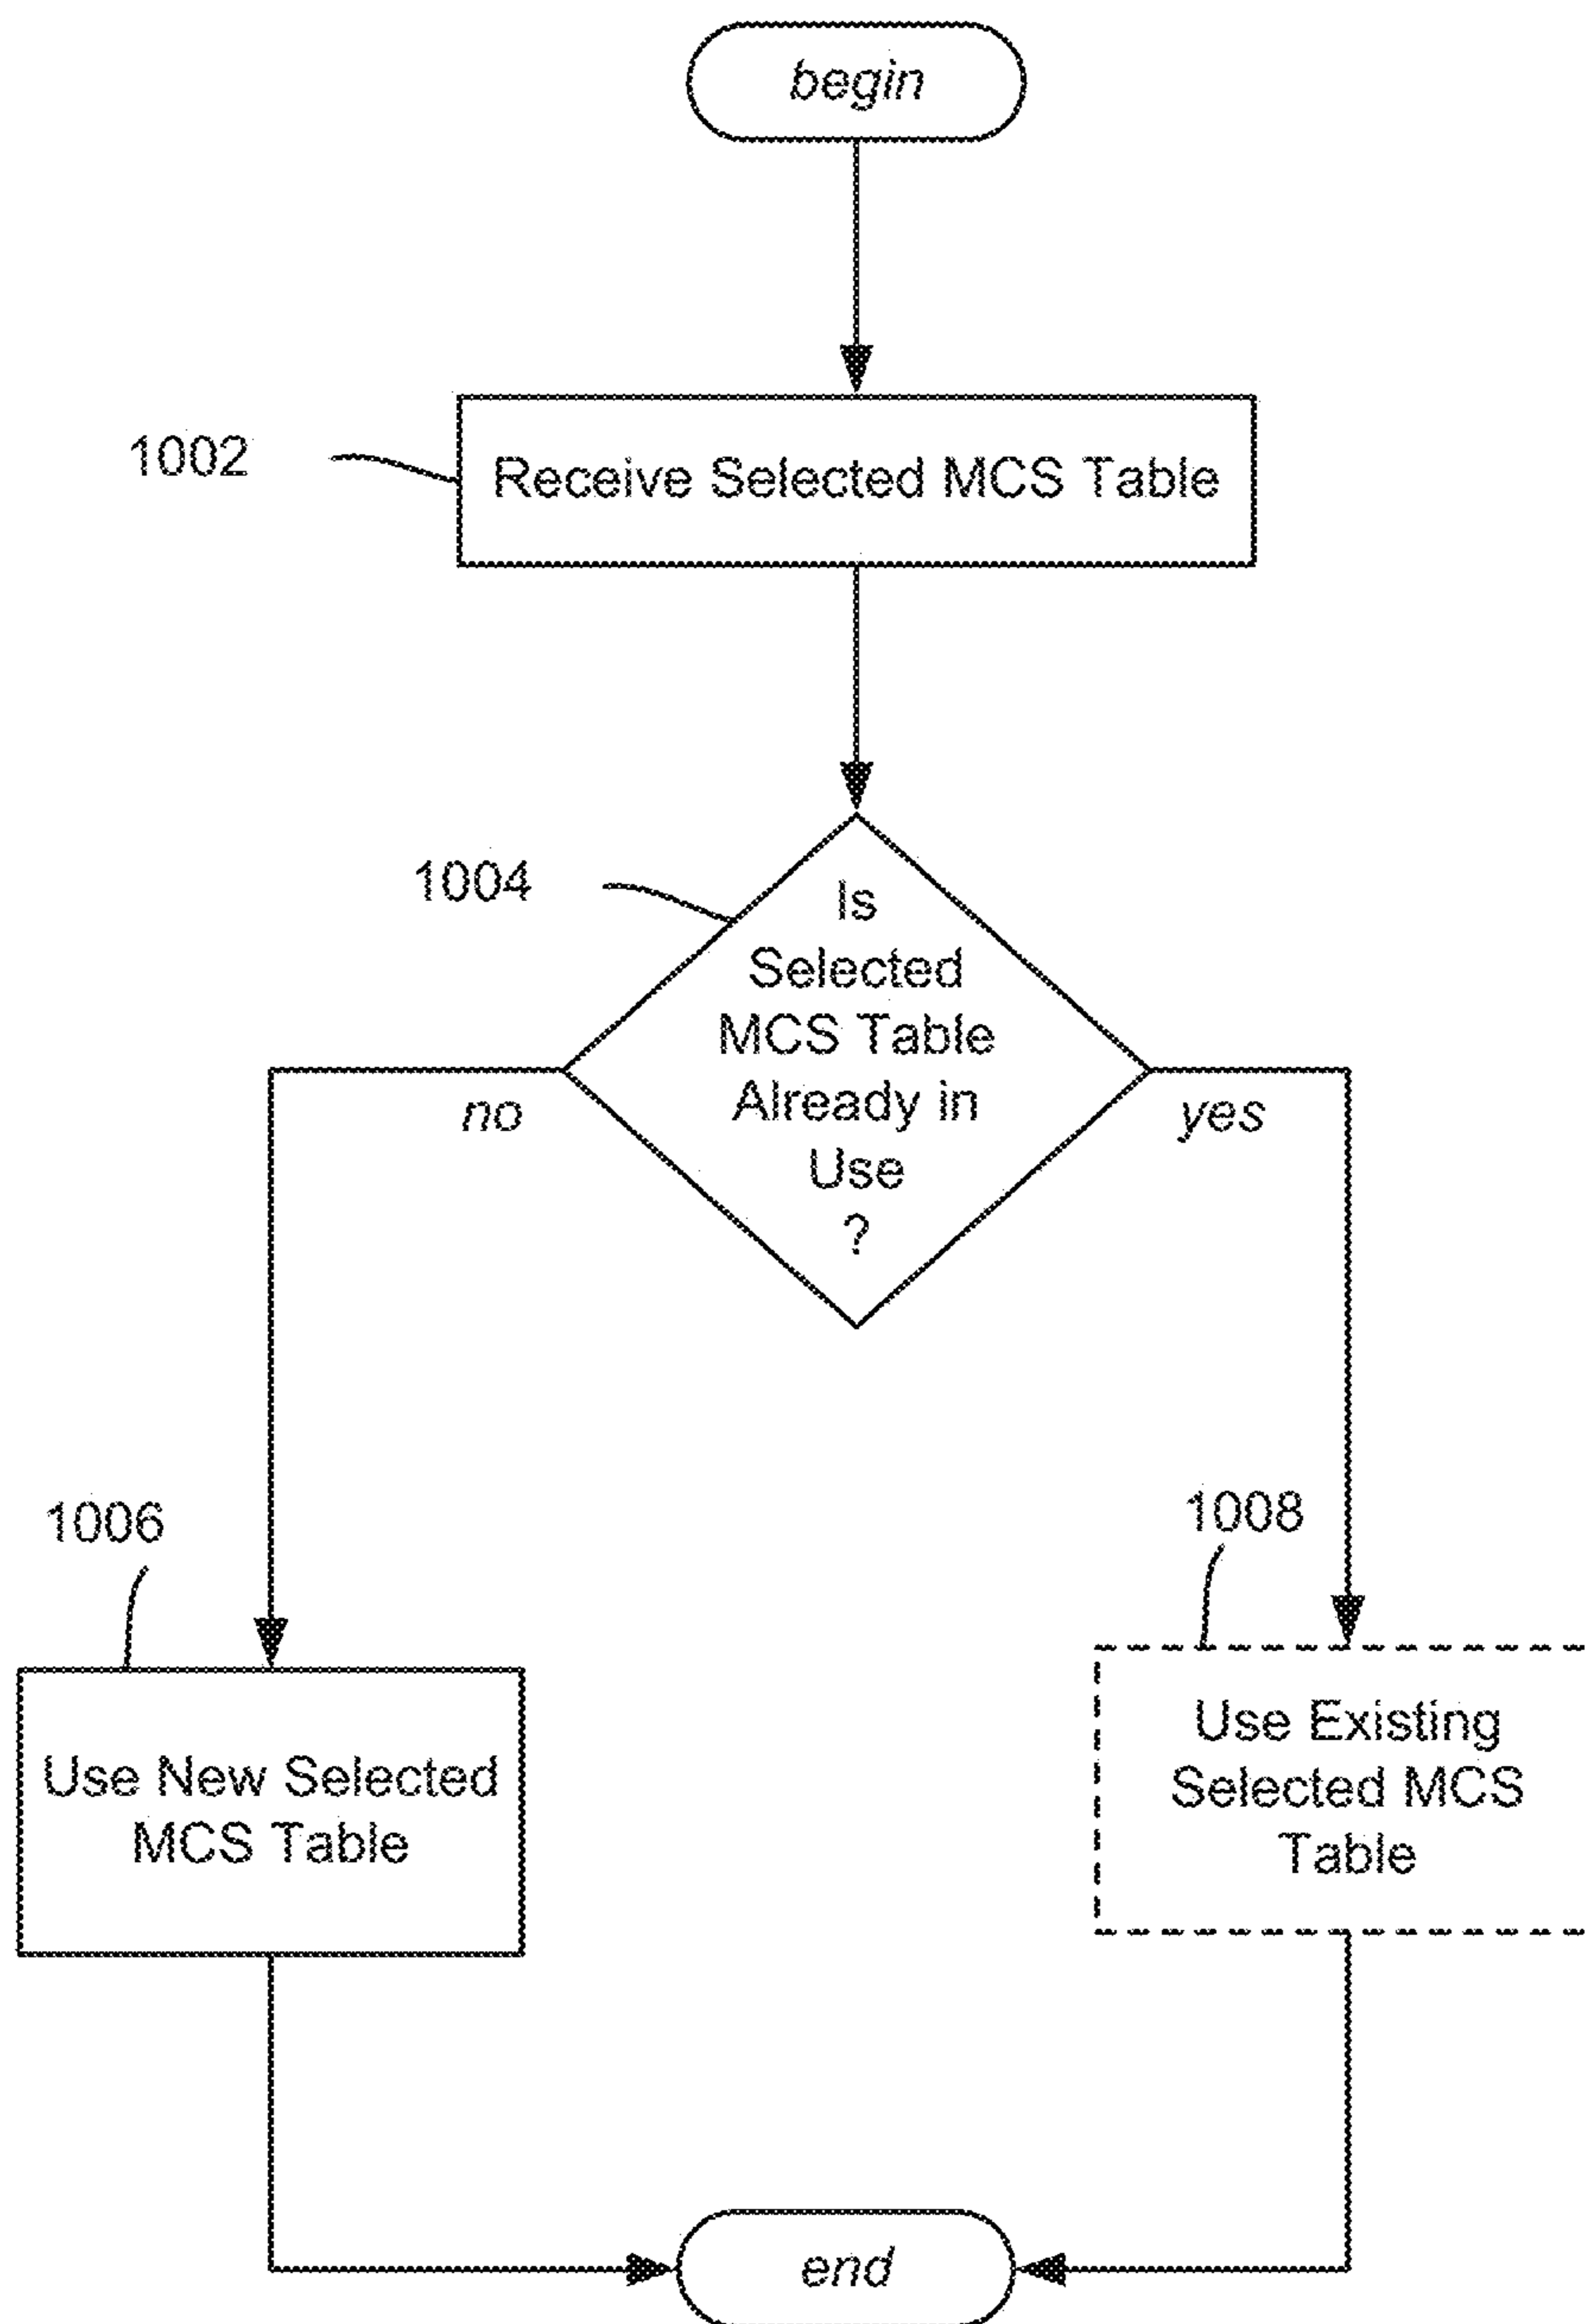 begin
1002
Receive Selected MCS Table
1004
Is
Selected
MCS Table
Already in
Use
?
no
yes
1006
1008
Use New Selected
MCS Table
Use Existing
Selected MCS
Table
end